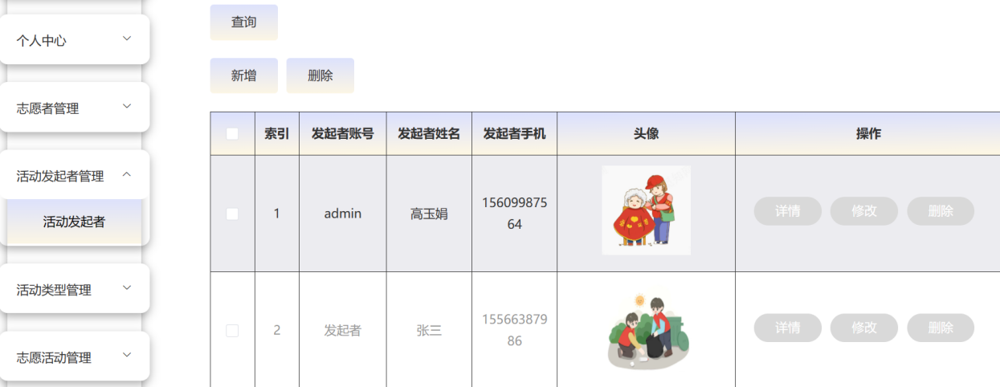 查询
个人中心
新增 删除
志愿者管理
索引 发起者账号 发起者姓名 发起者手机 头像 操作
活动发起者管理
活动发起者
1 admin 高玉娟 156099875
64 详情 修改 删除
活动类型管理
2 发起者 张三 155663879
86 详情 修改 删除
志愿活动管理